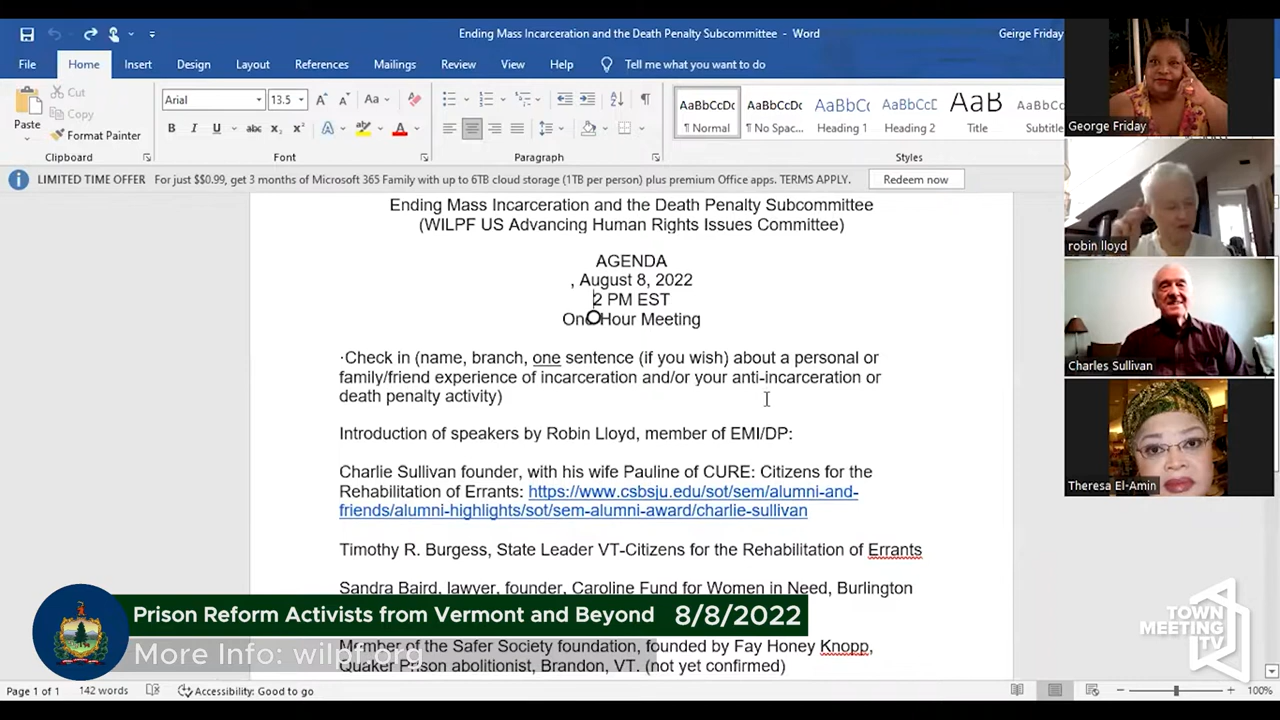 Ending Mass Incarceration and the Death Penalty Subcommittee - Word
Geirge Friday
File Home Insert Design Layout References Mailings Review View Help Tell me what you want to do
Paste
Cut
Copy
Format Painter
Clipboard
Arial 13.5
Font
Paragraph
AaBbCcDc AaBbCcDc AaBbCc AaBbCcDc AaB AaBbCcD
¶ Normal ¶ No Spac... Heading 1 Heading 2 Title Subtitle
Styles
LIMITED TIME OFFER For just $$0.99, get 3 months of Microsoft 365 Family with up to 6TB cloud storage (1TB per person) plus premium Office apps. TERMS APPLY. Redeem now
Ending Mass Incarceration and the Death Penalty Subcommittee
(WILPF US Advancing Human Rights Issues Committee)
AGENDA
, August 8, 2022
2 PM EST
One Hour Meeting
·Check in (name, branch, one sentence (if you wish) about a personal or
family/friend experience of incarceration and/or your anti-incarceration or
death penalty activity)
Introduction of speakers by Robin Lloyd, member of EMI/DP:
Charlie Sullivan founder, with his wife Pauline of CURE: Citizens for the
Rehabilitation of Errants: https://www.csbsju.edu/sot/sem/alumni-and-
friends/alumni-highlights/sot/sem-alumni-award/charlie-sullivan
Timothy R. Burgess, State Leader VT-Citizens for the Rehabilitation of Errants
Sandra Baird, lawyer, founder, Caroline Fund for Women in Need, Burlington
Member of the Safer Society foundation, founded by Fay Honey Knopp,
Quaker Prison abolitionist, Brandon, VT. (not yet confirmed)
George Friday
robin lloyd
Charles Sullivan
Theresa El-Amin
Prison Reform Activists from Vermont and Beyond 8/8/2022
More Info: wilpf.org
TOWN
MEETING
TV
Page 1 of 1 142 words Accessibility: Good to go 100%